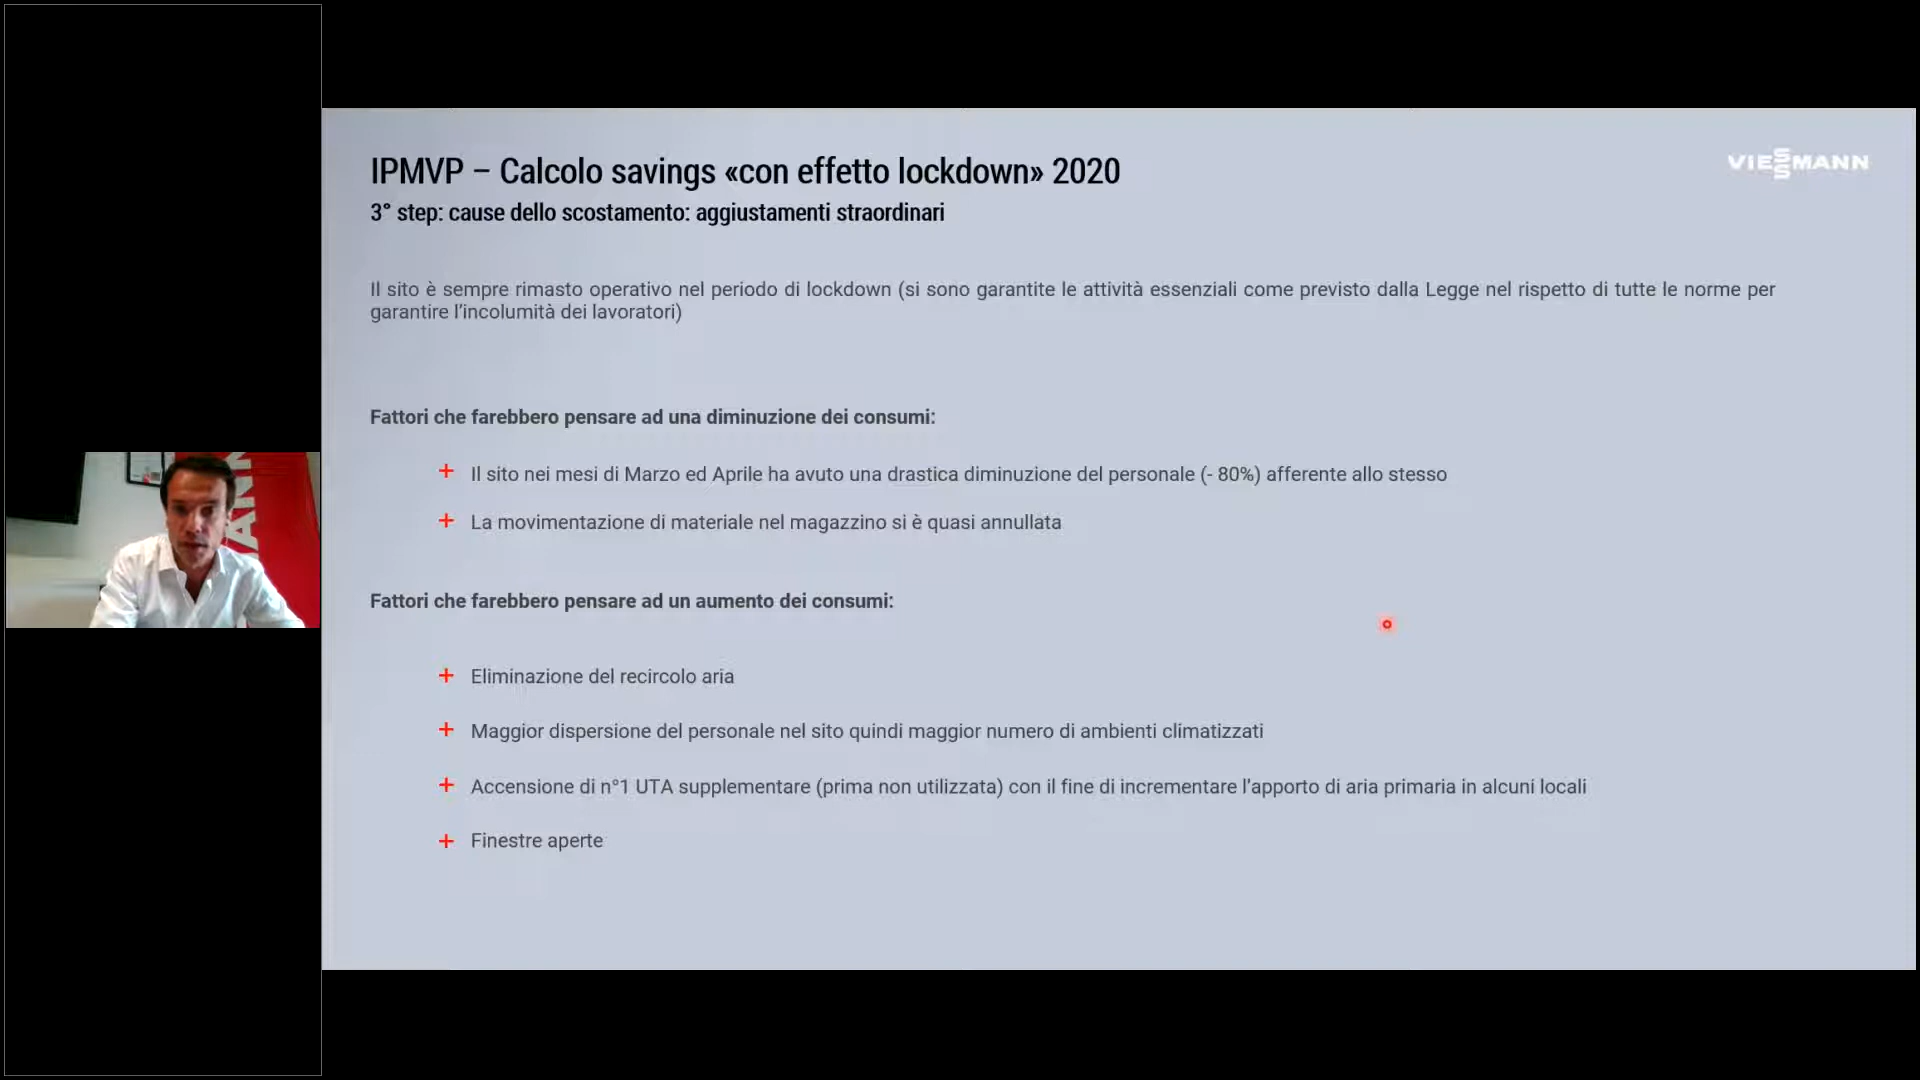 IPMVP – Calcolo savings «con effetto lockdown» 2020
VIESSMANN
3° step: cause dello scostamento: aggiustamenti straordinari
Il sito è sempre rimasto operativo nel periodo di lockdown (si sono garantite le attività essenziali come previsto dalla Legge nel rispetto di tutte le norme per
garantire l'incolumità dei lavoratori)
Fattori che farebbero pensare ad una diminuzione dei consumi:
+ Il sito nei mesi di Marzo ed Aprile ha avuto una drastica diminuzione del personale (- 80%) afferente allo stesso
+ La movimentazione di materiale nel magazzino si è quasi annullata
Fattori che farebbero pensare ad un aumento dei consumi:
+ Eliminazione del recircolo aria
+ Maggior dispersione del personale nel sito quindi maggior numero di ambienti climatizzati
+ Accensione di n°1 UTA supplementare (prima non utilizzata) con il fine di incrementare l'apporto di aria primaria in alcuni locali
+ Finestre aperte